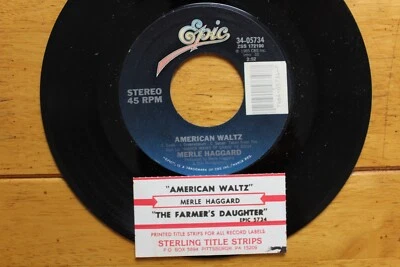 Epic
34-05734
ZSS 170190
STEREO
45 RPM
AMERICAN WALTZ
MERLE HAGGARD
"AMERICAN WALTZ"
MERLE HAGGARD
"THE FARMER'S DAUGHTER"
EPIC 5734
PRINTED TITLE STRIPS FOR ALL RECORD LABELS
STERLING TITLE STRIPS
PITTSBURGH, PA